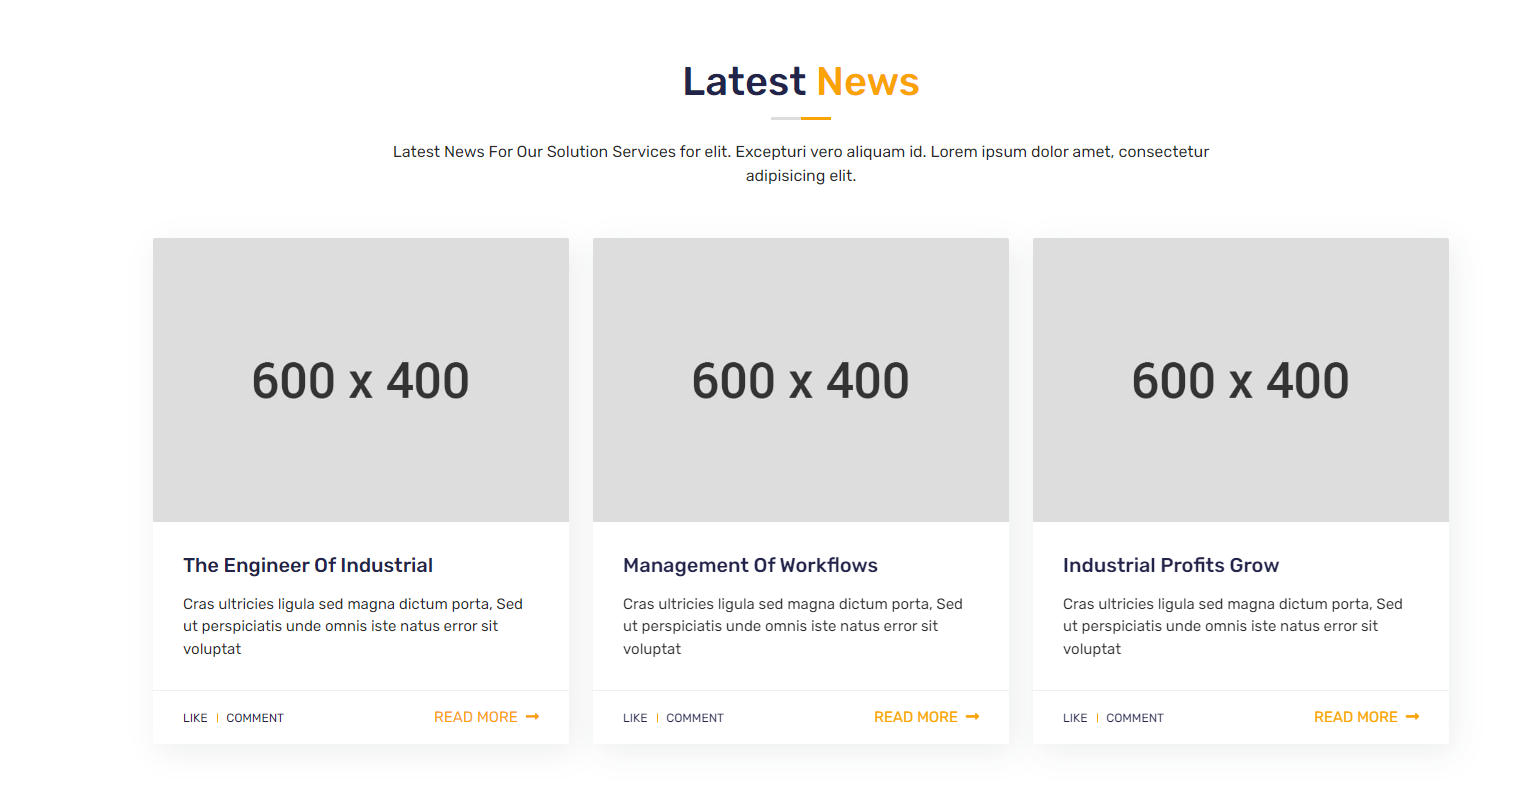 Latest News
Latest News For Our Solution Services for elit. Excepturi vero aliquam id. Lorem ipsum dolor amet, consectetur
adipisicing elit.
600 x 400
600 x 400
600 x 400
The Engineer Of Industrial
Cras ultricies ligula sed magna dictum porta, Sed
ut perspiciatis unde omnis iste natus error sit
voluptat
LIKE | COMMENT
READ MORE →
Management Of Workflows
Cras ultricies ligula sed magna dictum porta, Sed
ut perspiciatis unde omnis iste natus error sit
voluptat
LIKE | COMMENT
READ MORE →
Industrial Profits Grow
Cras ultricies ligula sed magna dictum porta, Sed
ut perspiciatis unde omnis iste natus error sit
voluptat
LIKE | COMMENT
READ MORE →